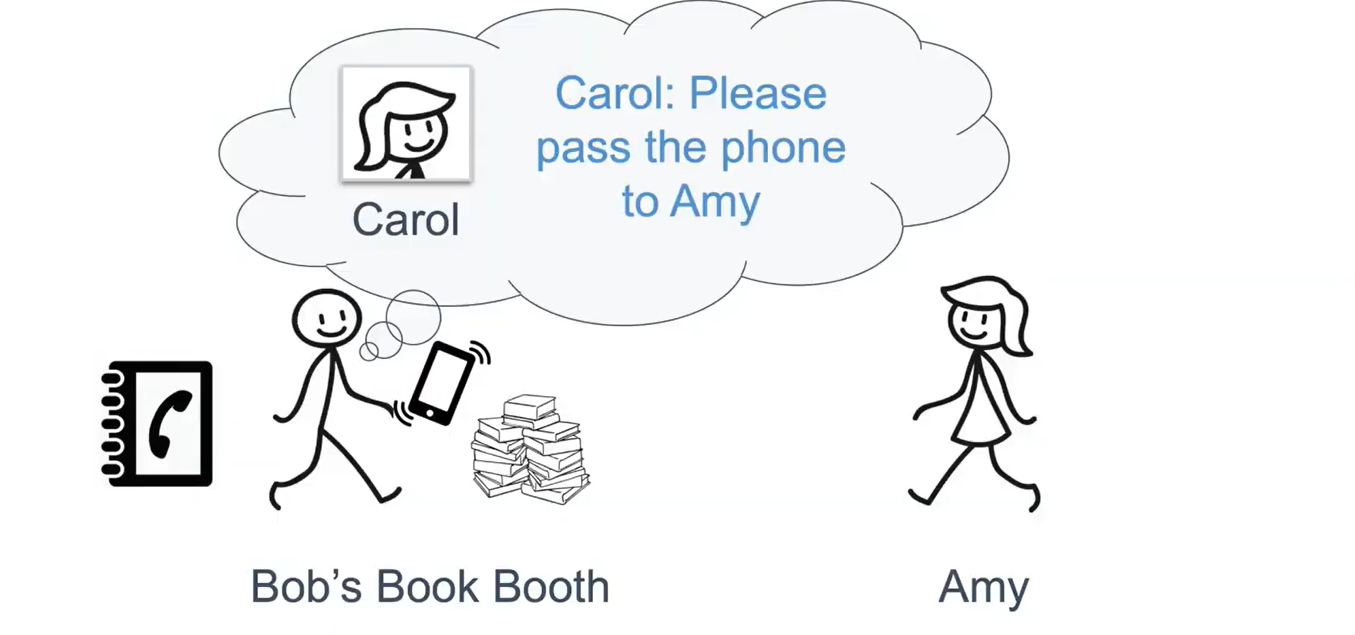 Carol: Please
pass the phone
to Amy
Carol
Bob’s Book Booth
Amy